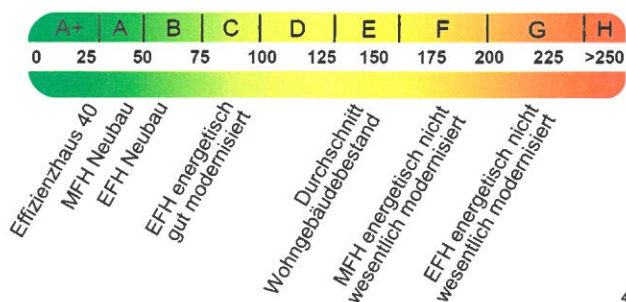 A+ A B C D E F G H
0 25 50 75 100 125 150 175 200 225 >250
Effizienzhaus 40
MFH Neubau
EFH Neubau
EFH energetisch
gut modernisiert
Durchschnitt
Wohngebäudebestand
MFH energetisch nicht
wesentlich modernisiert
EFH energetisch nicht
wesentlich modernisiert